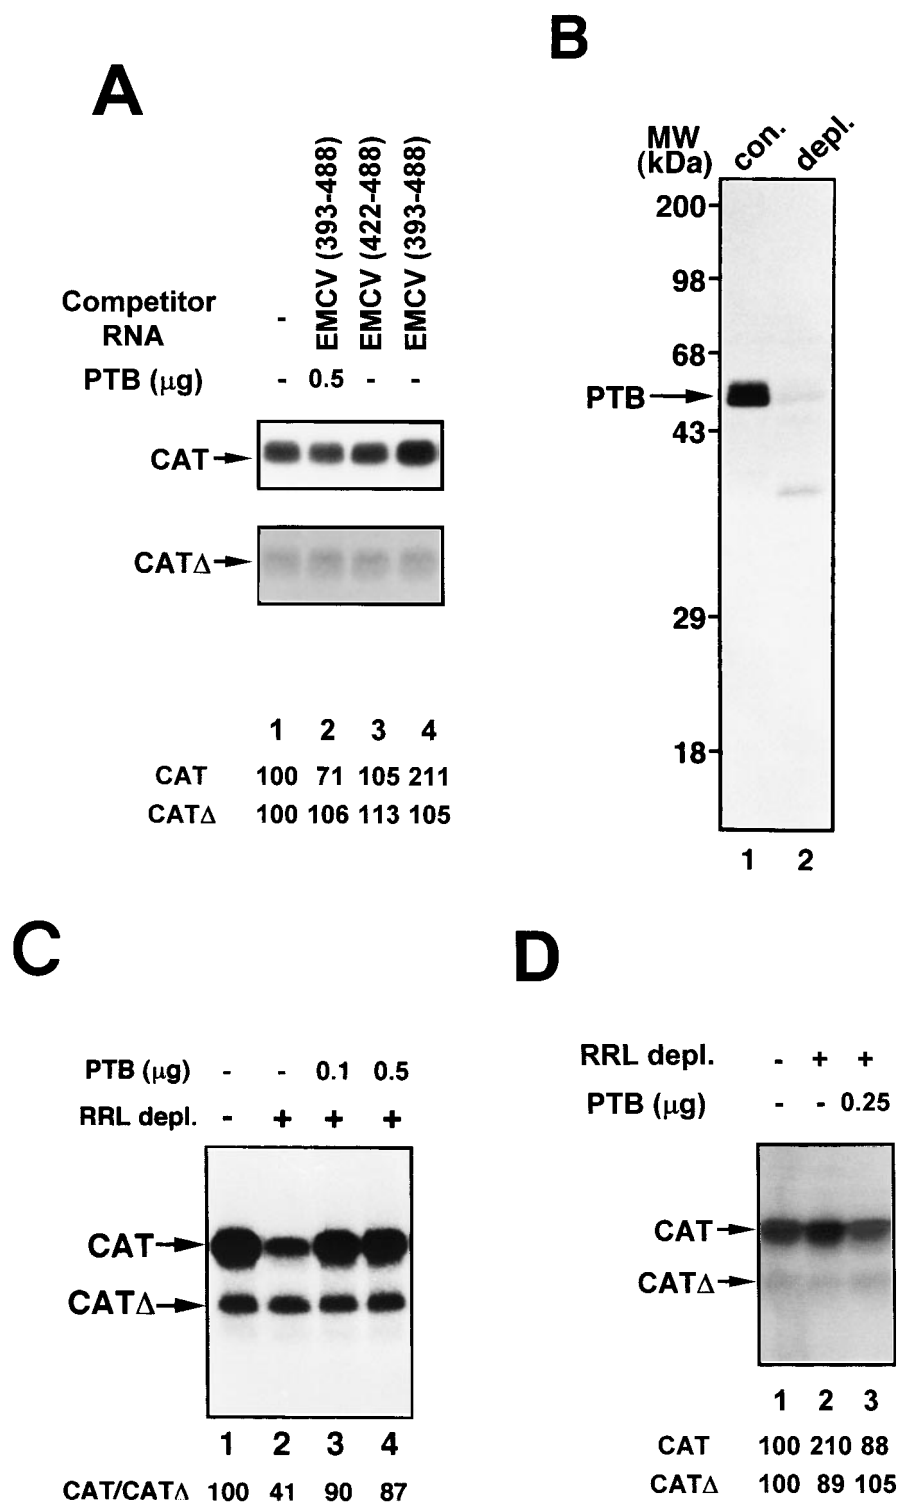 A
EMCV (393-488)
EMCV (422-488)
EMCV (393-488)
Competitor
RNA
-
PTB (µg) - 0.5 - -
CAT
CATΔ
1 2 3 4
CAT 100 71 105 211
CATΔ 100 106 113 105
B
MW
(kDa)
con. depl.
200
98
68
PTB
43
29
18
1 2
C
PTB (µg) - - 0.1 0.5
RRL depl. - + + +
CAT
CATΔ
1 2 3 4
CAT/CATΔ 100 41 90 87
D
RRL depl. - + +
PTB (µg) - - 0.25
CAT
CATΔ
1 2 3
CAT 100 210 88
CATΔ 100 89 105